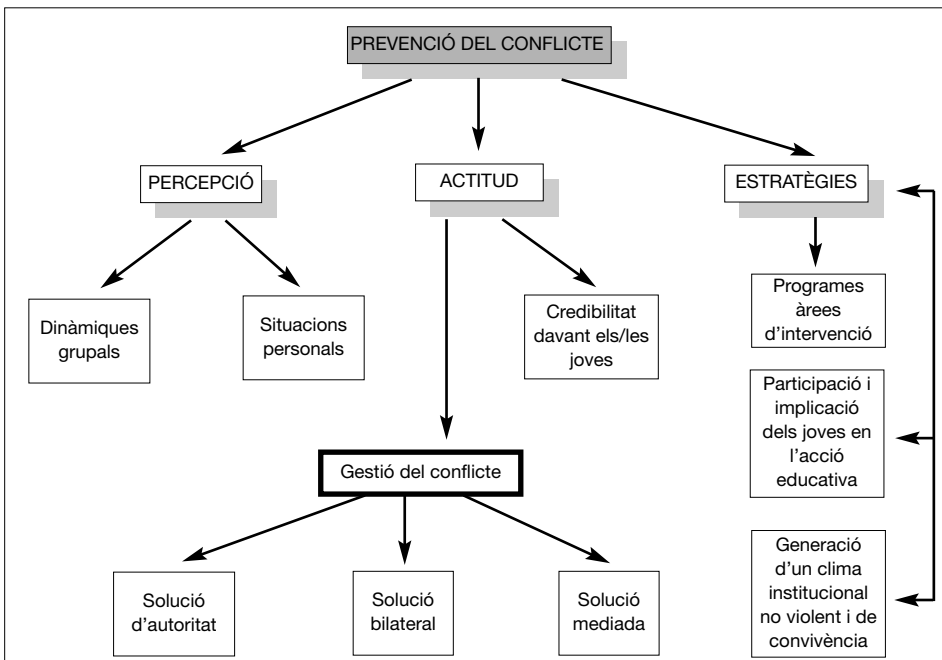 PREVENCIÓ DEL CONFLICTE
PERCEPCIÓ
ACTITUD
ESTRATÈGIES
Dinàmiques
grupals
Situacions
personals
Credibilitat
davant els/les
joves
Programes
àrees
d’intervenció
Participació i
implicació
dels joves en
l’acció
educativa
Gestió del conflicte
Solució
d’autoritat
Solució
bilateral
Solució
mediada
Generació
d’un clima
institucional
no violent i de
convivència